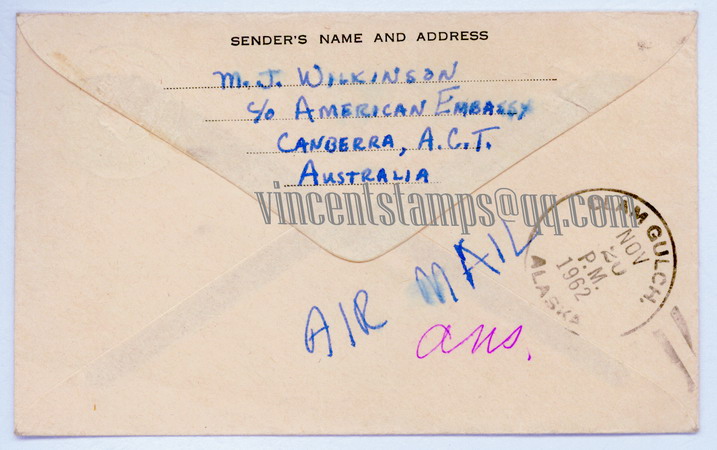 SENDER'S NAME AND ADDRESS
M. J. WILKINSON
c/o AMERICAN EMBASSY
CANBERRA, A.C.T.
AUSTRALIA
vincentstamps@qq.com
CLAM GULCH.
NOV
20
P.M.
1962
ALASKA
AIR MAIL
ans.